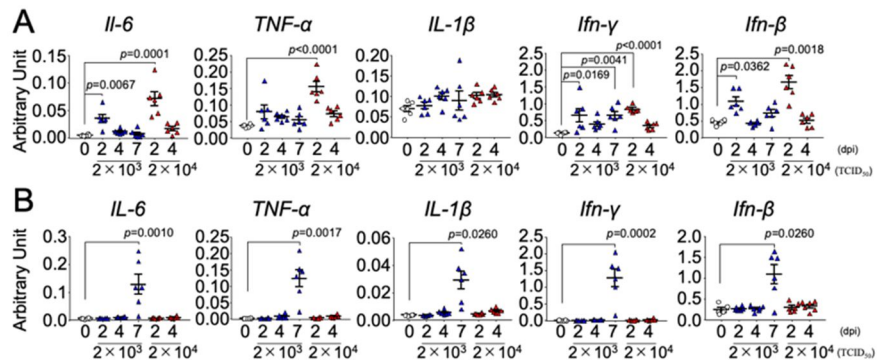 A
Il-6 TNF-α IL-1β Ifn-γ Ifn-β
Arbitrary Unit
0.15
0.10
0.05
0.00
p=0.0001
p=0.0067
0.25
0.20
0.15
0.10
0.05
0.00
p<0.0001
0.20
0.15
0.10
0.05
0.00
2.5
2.0
1.5
1.0
0.5
0.0
p<0.0001
p=0.0041
p=0.0169
2.5
2.0
1.5
1.0
0.5
0.0
p=0.0018
p=0.0362
0 2 4 7 2 4 0 2 4 7 2 4 0 2 4 7 2 4 0 2 4 7 2 4 0 2 4 7 2 4 (dpi)
2×10³ 2×10⁴ 2×10³ 2×10⁴ 2×10³ 2×10⁴ 2×10³ 2×10⁴ 2×10³ 2×10⁴ (TCID₅₀)
B
IL-6 TNF-α IL-1β Ifn-γ Ifn-β
Arbitrary Unit
0.3
0.2
0.1
0.0
p=0.0010
0.25
0.20
0.15
0.10
0.05
0.00
p=0.0017
0.06
0.04
0.02
0.00
p=0.0260
2.5
2.0
1.5
1.0
0.5
0.0
p=0.0002
2.0
1.5
1.0
0.5
0.0
p=0.0260
0 2 4 7 2 4 0 2 4 7 2 4 0 2 4 7 2 4 0 2 4 7 2 4 0 2 4 7 2 4 (dpi)
2×10³ 2×10⁴ 2×10³ 2×10⁴ 2×10³ 2×10⁴ 2×10³ 2×10⁴ 2×10³ 2×10⁴ (TCID₅₀)